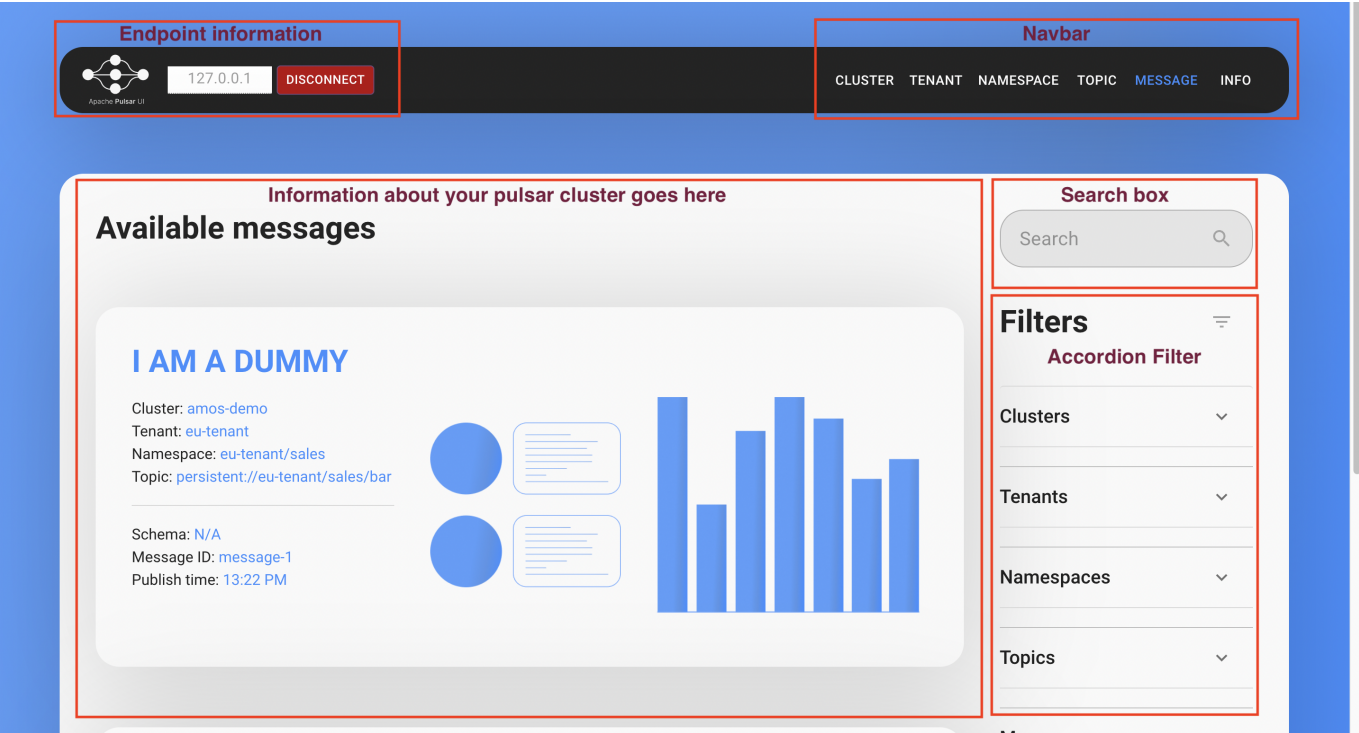 Endpoint information
Navbar
Apache Pulsar UI
127.0.0.1
DISCONNECT
CLUSTER TENANT NAMESPACE TOPIC MESSAGE INFO
Information about your pulsar cluster goes here
Available messages
I AM A DUMMY
Cluster: amos-demo
Tenant: eu-tenant
Namespace: eu-tenant/sales
Topic: persistent://eu-tenant/sales/bar
Schema: N/A
Message ID: message-1
Publish time: 13:22 PM
Search box
Search
Filters
Accordion Filter
Clusters
Tenants
Namespaces
Topics